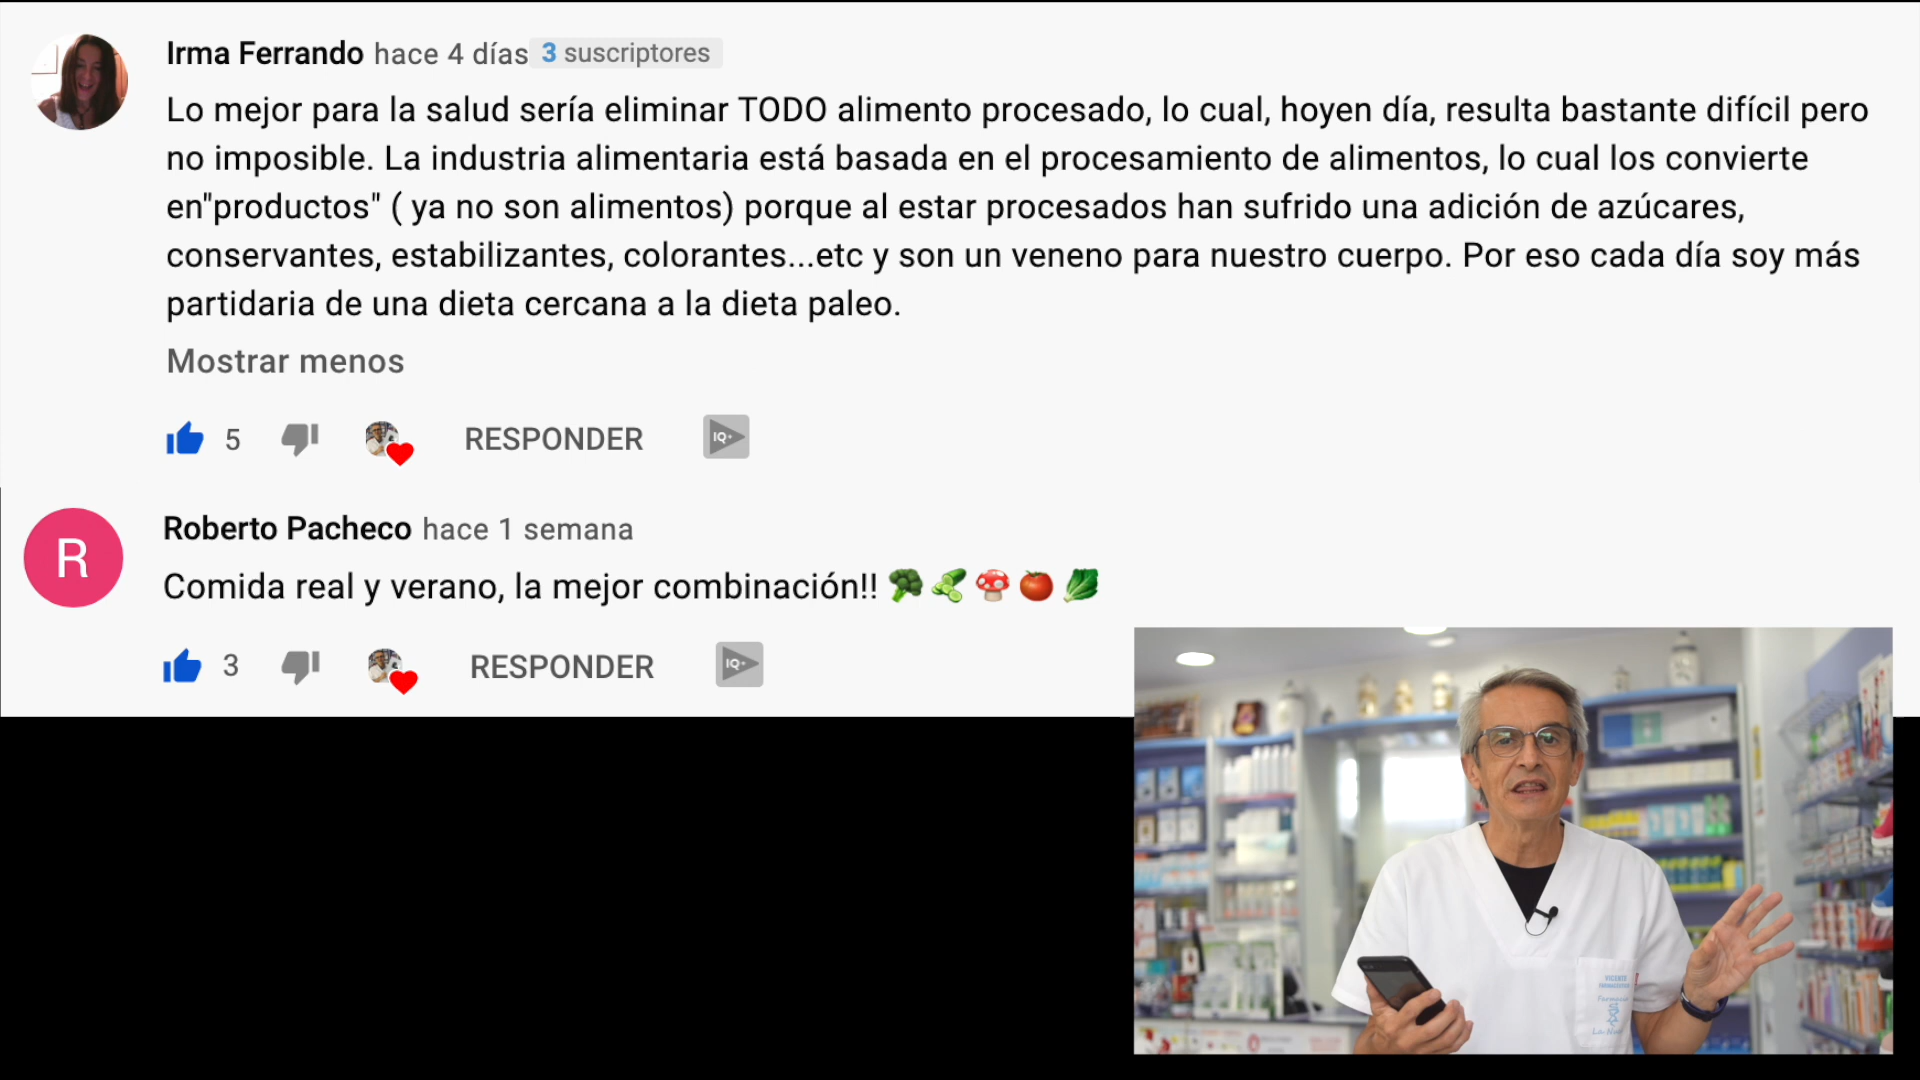 Irma Ferrando hace 4 días 3 suscriptores
Lo mejor para la salud sería eliminar TODO alimento procesado, lo cual, hoyen día, resulta bastante difícil pero
no imposible. La industria alimentaria está basada en el procesamiento de alimentos, lo cual los convierte
en"productos" ( ya no son alimentos) porque al estar procesados han sufrido una adición de azúcares,
conservantes, estabilizantes, colorantes...etc y son un veneno para nuestro cuerpo. Por eso cada día soy más
partidaria de una dieta cercana a la dieta paleo.
Mostrar menos
5 RESPONDER IQ+
R
Roberto Pacheco hace 1 semana
Comida real y verano, la mejor combinación!! 🥦🥒🍄🍅🥬
3 RESPONDER IQ+
VICENTE
Farmacia